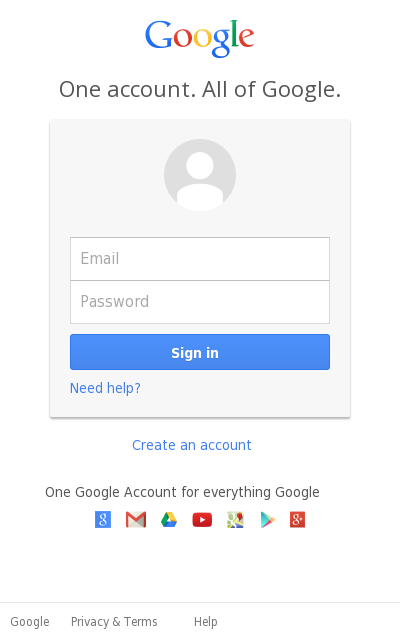 Google
One account. All of Google.
Email
Password
Sign in
Need help?
Create an account
One Google Account for everything Google
Google Privacy & Terms Help